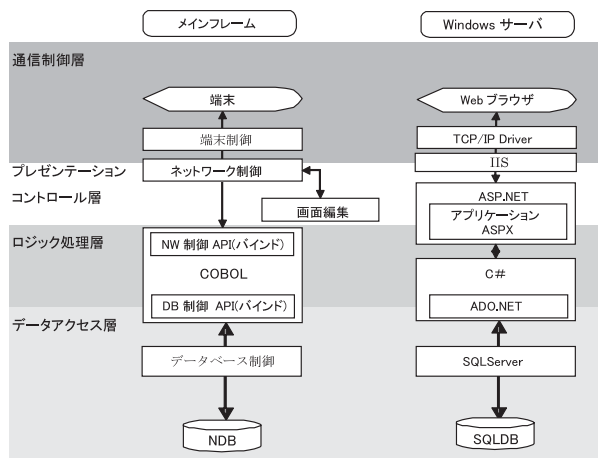 メインフレーム
Windows サーバ
通信制御層
端末
Web ブラウザ
端末制御
TCP/IP Driver
IIS
プレゼンテーション
コントロール層
ネットワーク制御
画面編集
ASP.NET
アプリケーション
ASPX
ロジック処理層
NW 制御 API(バインド)
COBOL
DB 制御 API(バインド)
C#
ADO.NET
データアクセス層
データベース制御
SQLServer
NDB
SQLDB